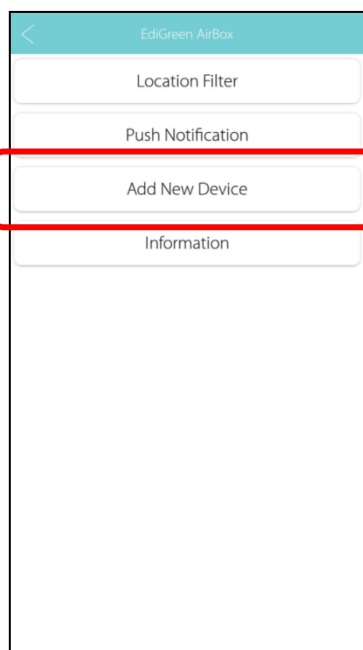 EdiGreen AirBox
Location Filter
Push Notification
Add New Device
Information